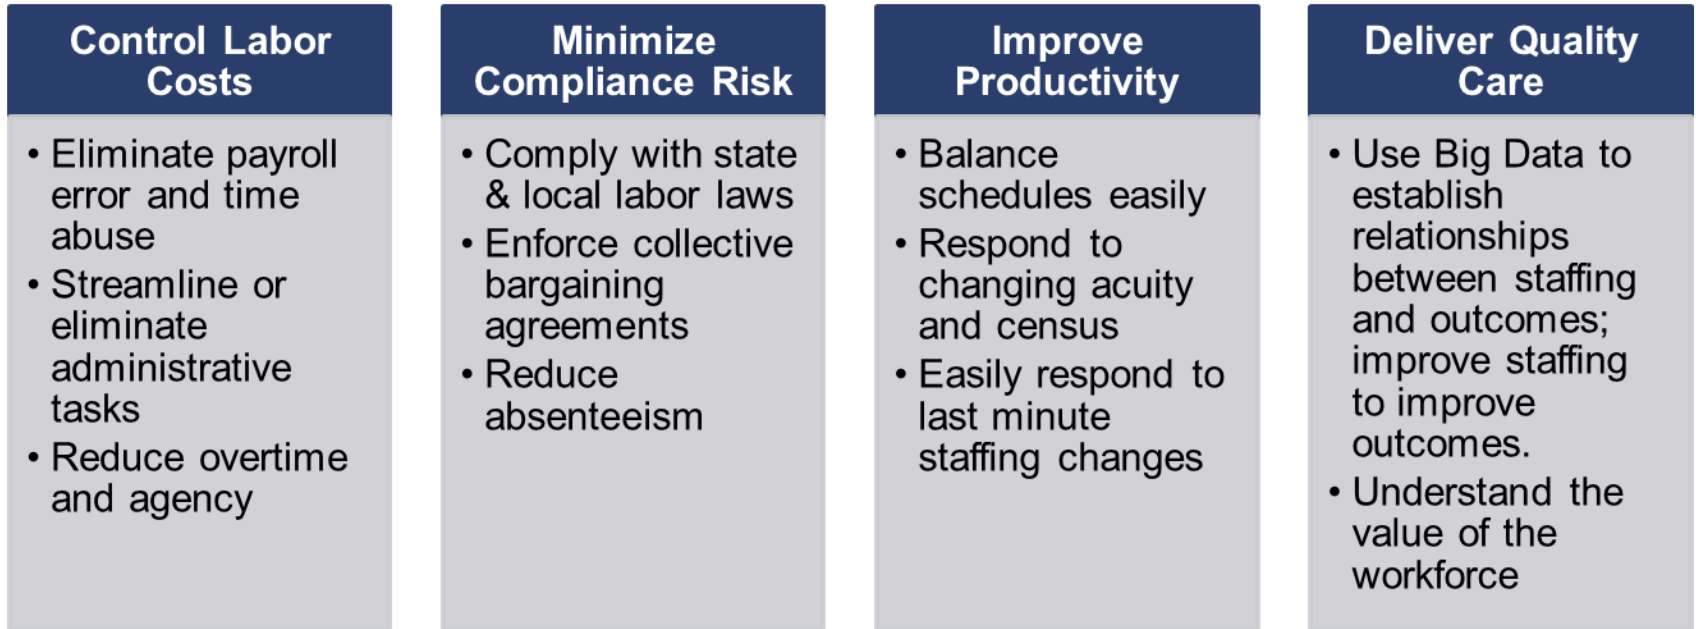 Control Labor
Costs
• Eliminate payroll
error and time
abuse
• Streamline or
eliminate
administrative
tasks
• Reduce overtime
and agency
Minimize
Compliance Risk
• Comply with state
& local labor laws
• Enforce collective
bargaining
agreements
• Reduce
absenteeism
Improve
Productivity
• Balance
schedules easily
• Respond to
changing acuity
and census
• Easily respond to
last minute
staffing changes
Deliver Quality
Care
• Use Big Data to
establish
relationships
between staffing
and outcomes;
improve staffing
to improve
outcomes.
• Understand the
value of the
workforce